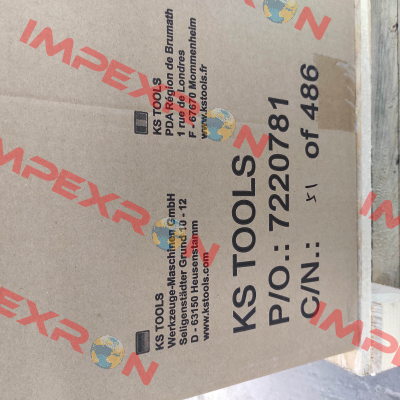 KS TOOLS
Werkzeuge-Maschinen GmbH
Seligenstädter Grund 10 - 12
D - 63150 Heusenstamm
www.kstools.com
KS TOOLS
PDA Région de Brumath
1 rue de Londres
F - 67670 Mommenheim
www.kstools.fr
KS TOOLS
P/O.: 7220781
C/N.: 51 of 486
IMPEXRON
IMPEXRON
IMPEXRON
IMPEXRON